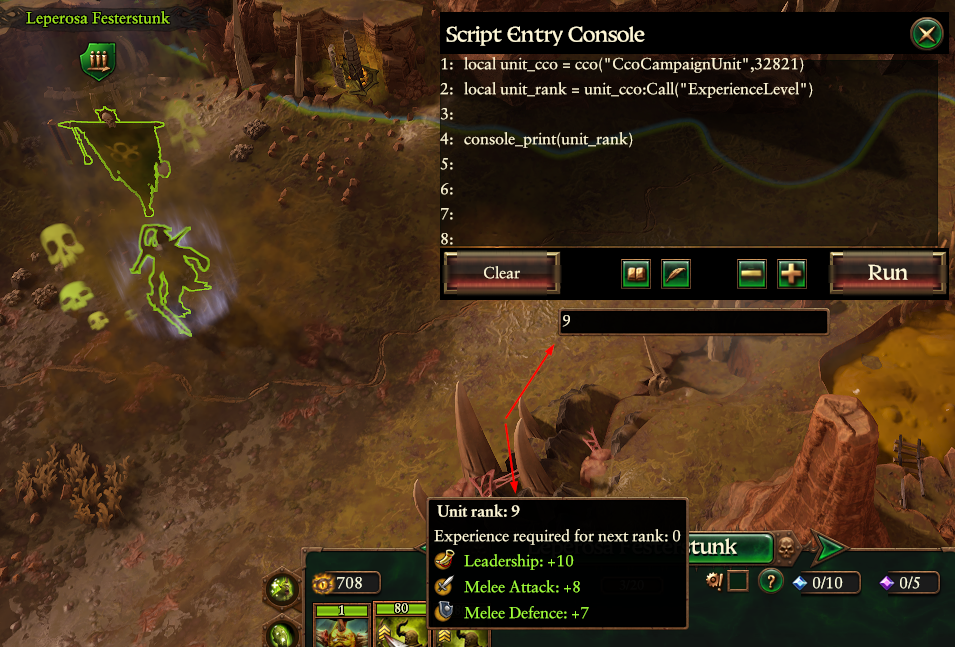 Leperosa Festerstunk
Script Entry Console
1: local unit_cco = cco("CcoCampaignUnit",32821)
2: local unit_rank = unit_cco:Call("ExperienceLevel")
3:
4: console_print(unit_rank)
5:
6:
7:
8:
Clear
Run
9
Unit rank: 9
Experience required for next rank: 0
Leadership: +10
Melee Attack: +8
Melee Defence: +7
stunk
708
?
0/10
0/5
1
80